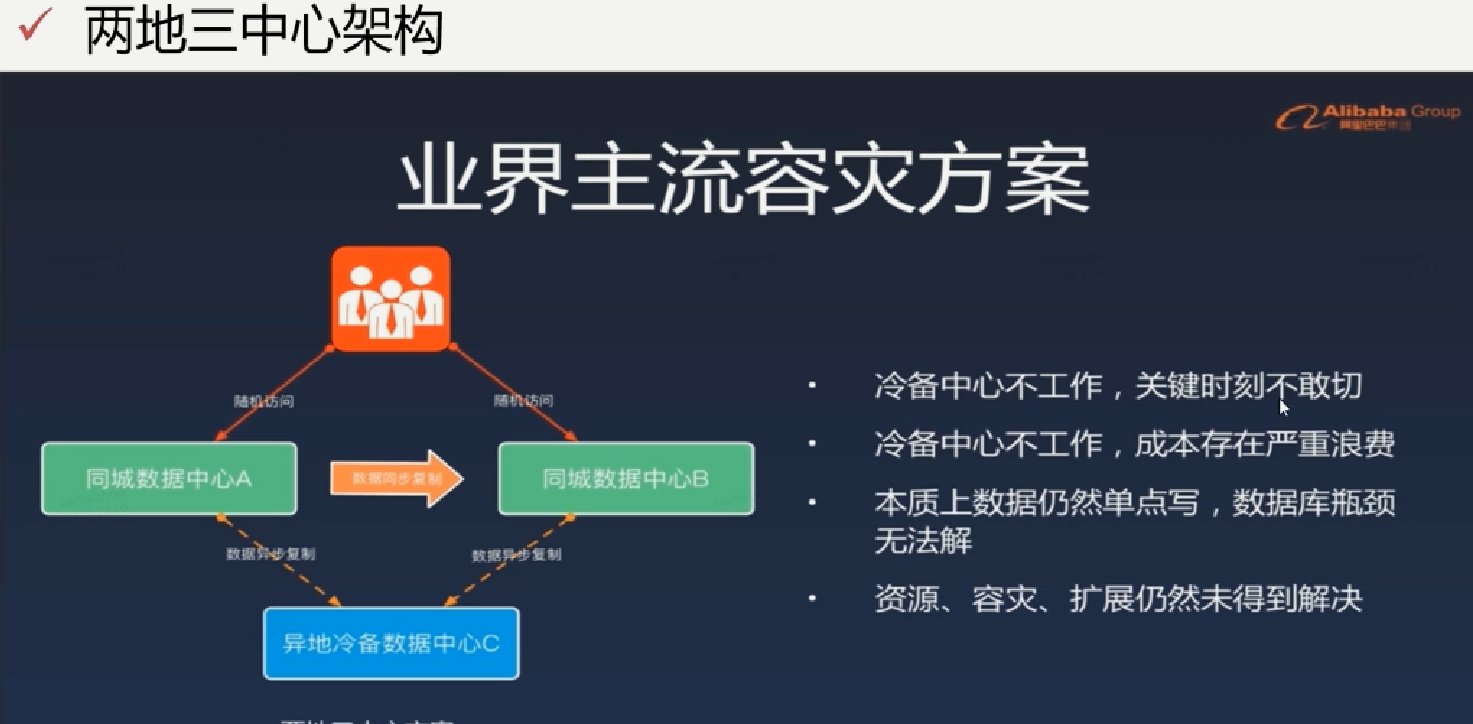 两地三中心架构
Alibaba Group
阿里巴巴集团
业界主流容灾方案
随机访问
随机访问
同城数据中心A
数据同步复制
同城数据中心B
数据异步复制
数据异步复制
异地冷备数据中心C
• 冷备中心不工作，关键时刻不敢切
• 冷备中心不工作，成本存在严重浪费
• 本质上数据仍然单点写，数据库瓶颈
无法解
• 资源、容灾、扩展仍然未得到解决